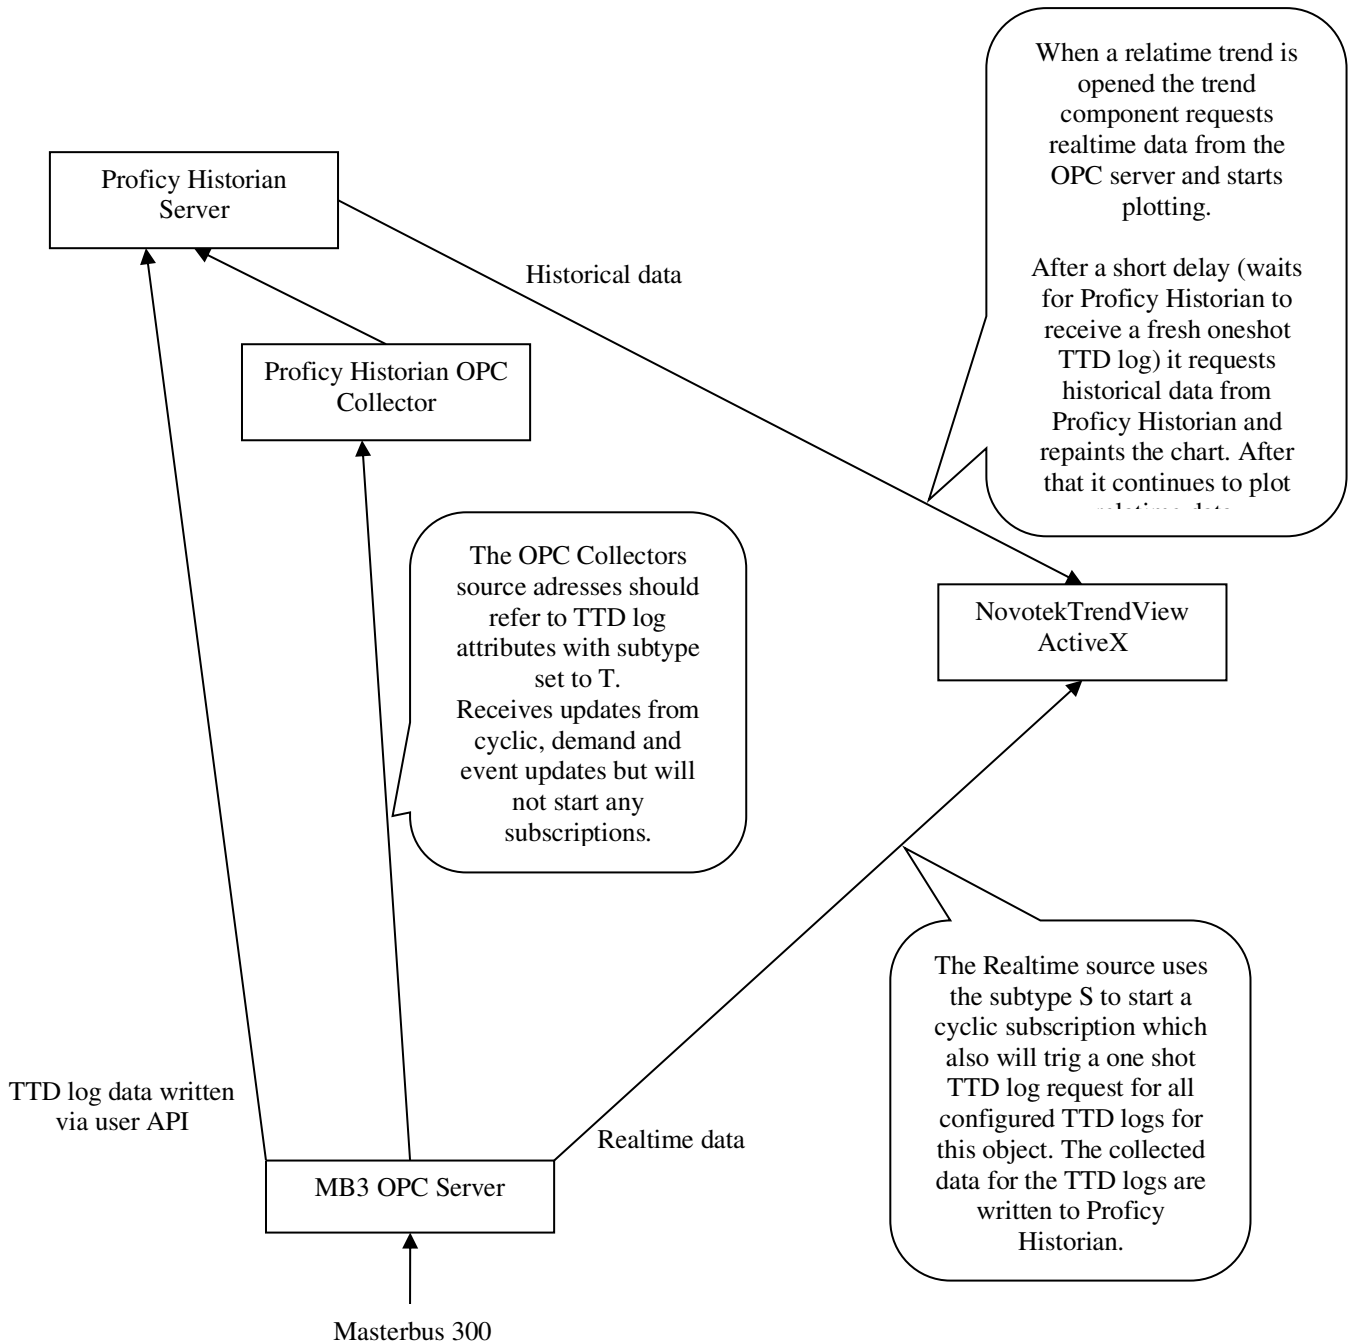 When a relatime trend is
opened the trend
component requests
realtime data from the
OPC server and starts
plotting.
After a short delay (waits
for Proficy Historian to
receive a fresh oneshot
TTD log) it requests
historical data from
Proficy Historian and
repaints the chart. After
that it continues to plot
Proficy Historian
Server
Historical data
Proficy Historian OPC
Collector
The OPC Collectors
source adresses should
refer to TTD log
attributes with subtype
set to T.
Receives updates from
cyclic, demand and
event updates but will
not start any
subscriptions.
NovotekTrendView
ActiveX
The Realtime source uses
the subtype S to start a
cyclic subscription which
also will trig a one shot
TTD log request for all
configured TTD logs for
this object. The collected
data for the TTD logs are
written to Proficy
Historian.
TTD log data written
via user API
Realtime data
MB3 OPC Server
Masterbus 300